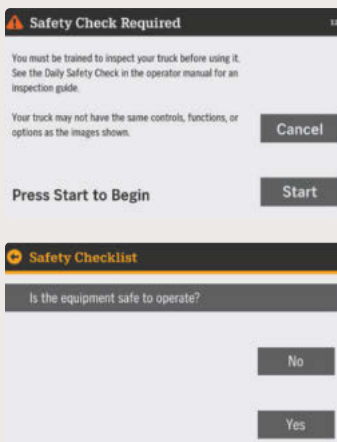 Safety Check Required
You must be trained to inspect your truck before using it.
See the Daily Safety Check in the operator manual for an
inspection guide.
Your truck may not have the same controls, functions, or
options as the images shown.
Cancel
Press Start to Begin
Start
Safety Checklist
Is the equipment safe to operate?
No
Yes